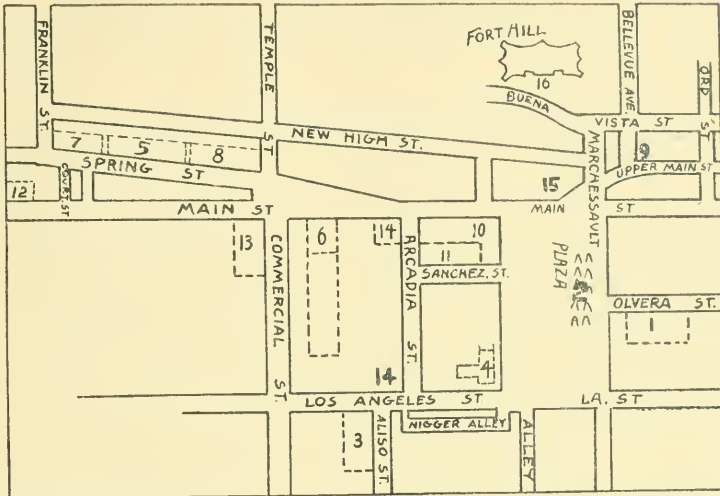 FRANKLIN ST.
TEMPLE ST
FORT HILL
16
BELLEVUE AVE.
ORD ST
BUENA VISTA ST
NEW HIGH ST.
7
5
8
SPRING ST
9
UPPER MAIN ST
12
COURT ST
15
MARCHESSAULT
MAIN ST
MAIN ST
13
COMMERCIAL ST.
6
14
ARCADIA ST.
10
11
SANCHEZ. ST.
PLAZA
OLVERA ST.
1
4
14
LOS ANGELES ST
LA. ST
NIGGER ALLEY
ALLEY
3
ALISO ST.